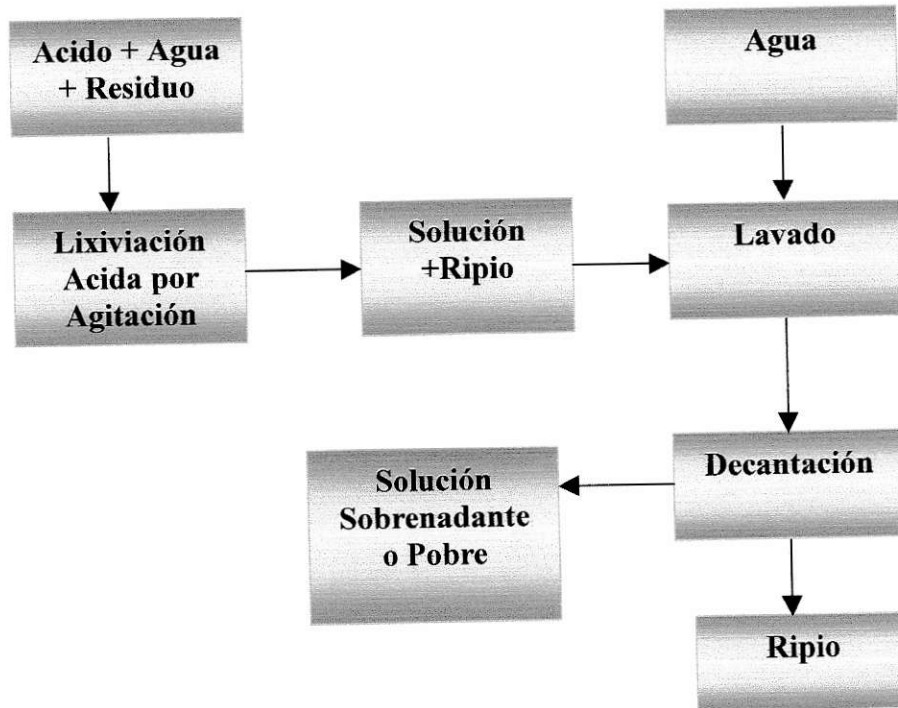 Acido + Agua
+ Residuo
Agua
Lixiviación
Acida por
Agitación
Solución
+Ripio
Lavado
Decantación
Solución
Sobrenadante
o Pobre
Ripio